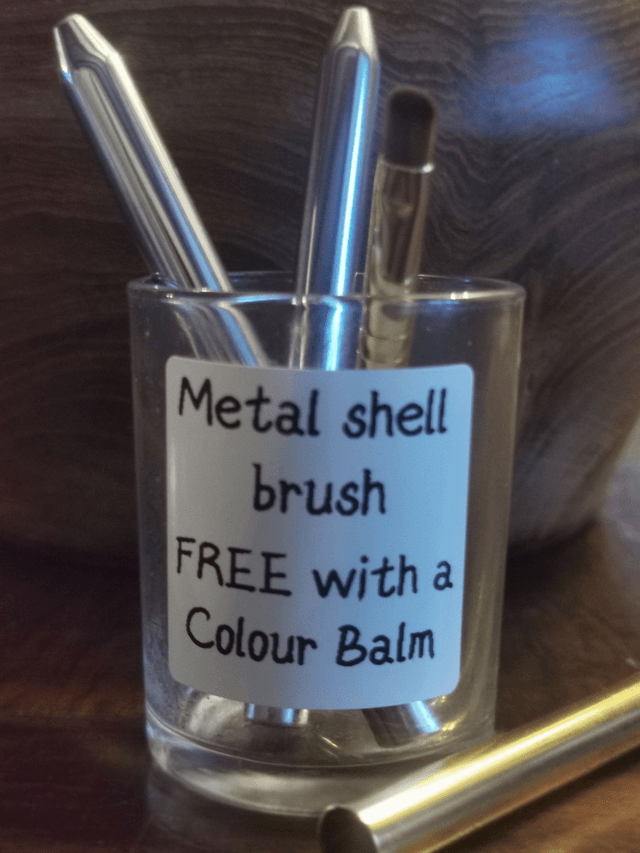 Metal shell
brush
FREE with a
Colour Balm